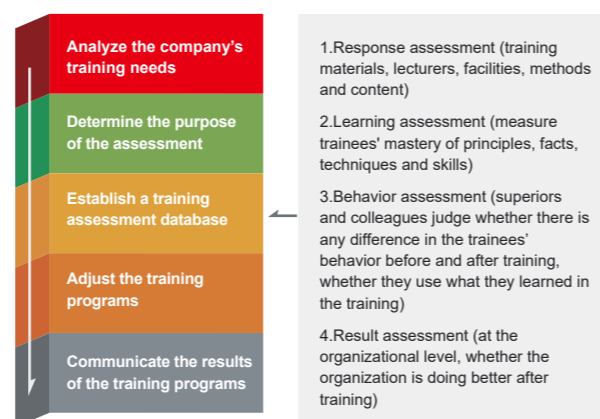 Analyze the company's
training needs
Determine the purpose
of the assessment
Establish a training
assessment database
Adjust the training
programs
Communicate the results
of the training programs
1.Response assessment (training
materials, lecturers, facilities, methods
and content)
2.Learning assessment (measure
trainees' mastery of principles, facts,
techniques and skills)
3.Behavior assessment (superiors
and colleagues judge whether there is
any difference in the trainees'
behavior before and after training,
whether they use what they learned in
the training)
4.Result assessment (at the
organizational level, whether the
organization is doing better after
training)